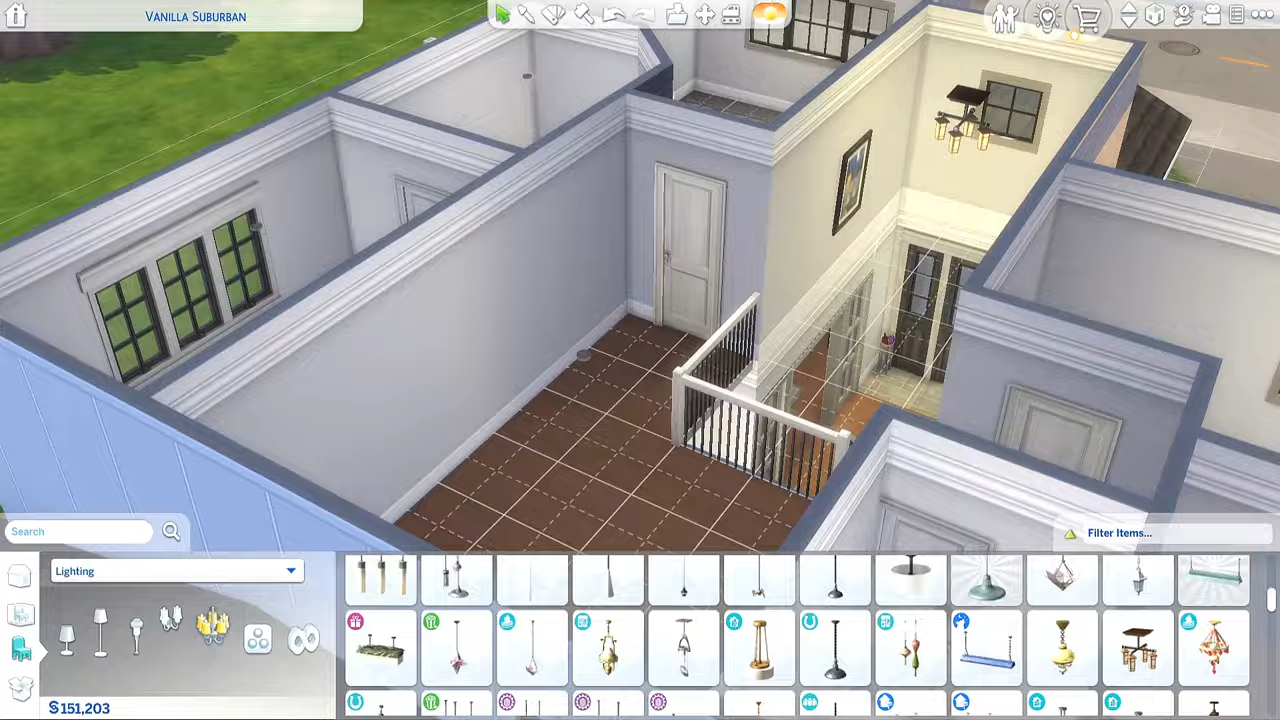 VANILLA SUBURBAN
Search
Filter Items...
Lighting
§151,203